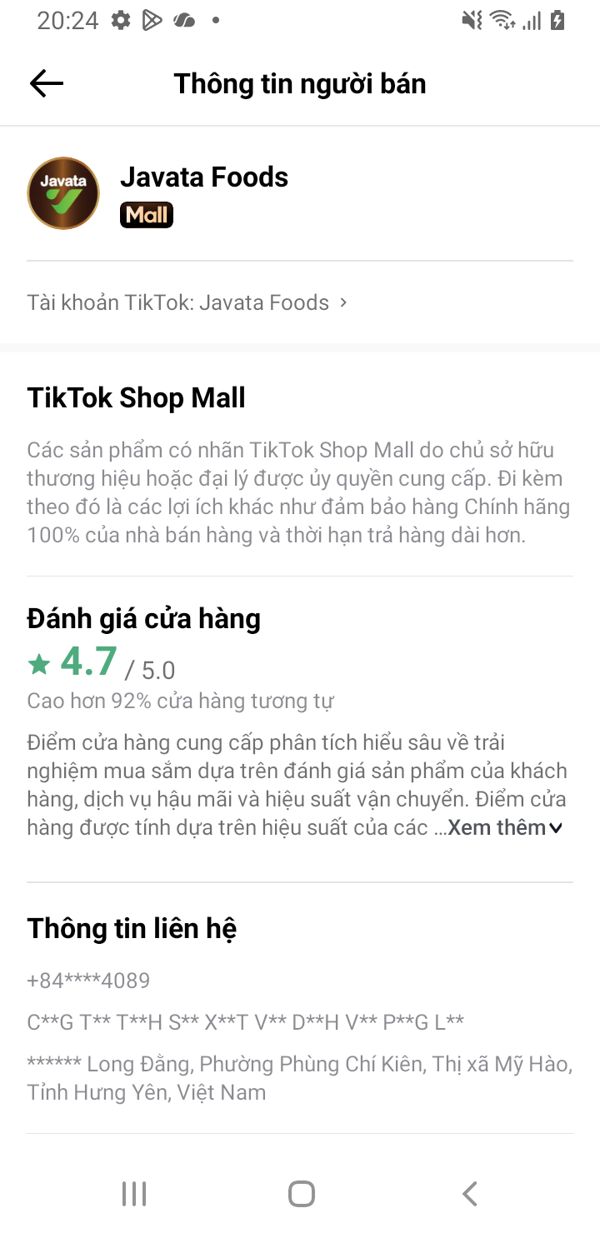 20:24
Thông tin người bán
Javata
Javata Foods
Mall
Tài khoản TikTok: Javata Foods >
TikTok Shop Mall
Các sản phẩm có nhãn TikTok Shop Mall do chủ sở hữu
thương hiệu hoặc đại lý được ủy quyền cung cấp. Đi kèm
theo đó là các lợi ích khác như đảm bảo hàng Chính hãng
100% của nhà bán hàng và thời hạn trả hàng dài hơn.
Đánh giá cửa hàng
4.7 / 5.0
Cao hơn 92% cửa hàng tương tự
Điểm cửa hàng cung cấp phân tích hiểu sâu về trải
nghiệm mua sắm dựa trên đánh giá sản phẩm của khách
hàng, dịch vụ hậu mãi và hiệu suất vận chuyển. Điểm cửa
hàng được tính dựa trên hiệu suất của các ...Xem thêm
Thông tin liên hệ
+84****4089
C**G T** T**H S** X**T V** D**H V** P**G L**
****** Long Đằng, Phường Phùng Chí Kiên, Thị xã Mỹ Hào,
Tỉnh Hưng Yên, Việt Nam